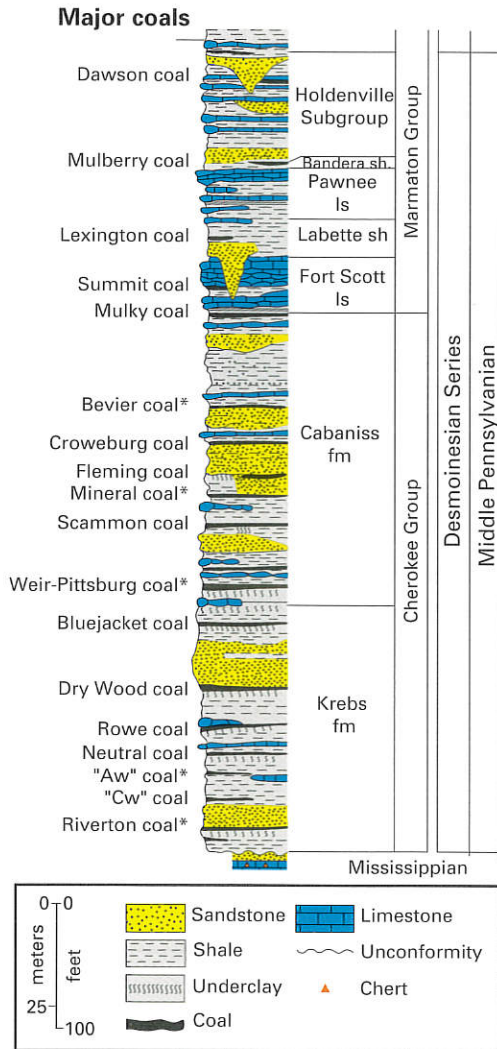 Major coals
Dawson coal
Mulberry coal
Lexington coal
Summit coal
Mulky coal
Bevier coal*
Croweburg coal
Fleming coal
Mineral coal*
Scammon coal
Weir-Pittsburg coal*
Bluejacket coal
Dry Wood coal
Rowe coal
Neutral coal
"Aw" coal*
"Cw" coal
Riverton coal*
Holdenville
Subgroup
Bandera sh.
Pawnee
ls
Labette sh
Fort Scott
ls
Cabaniss
fm
Krebs
fm
Marmaton Group
Cherokee Group
Desmoinesian Series
Middle Pennsylvanian
Mississippian
0 0
meters
feet
25
100
Sandstone
Shale
Underclay
Coal
Limestone
Unconformity
Chert